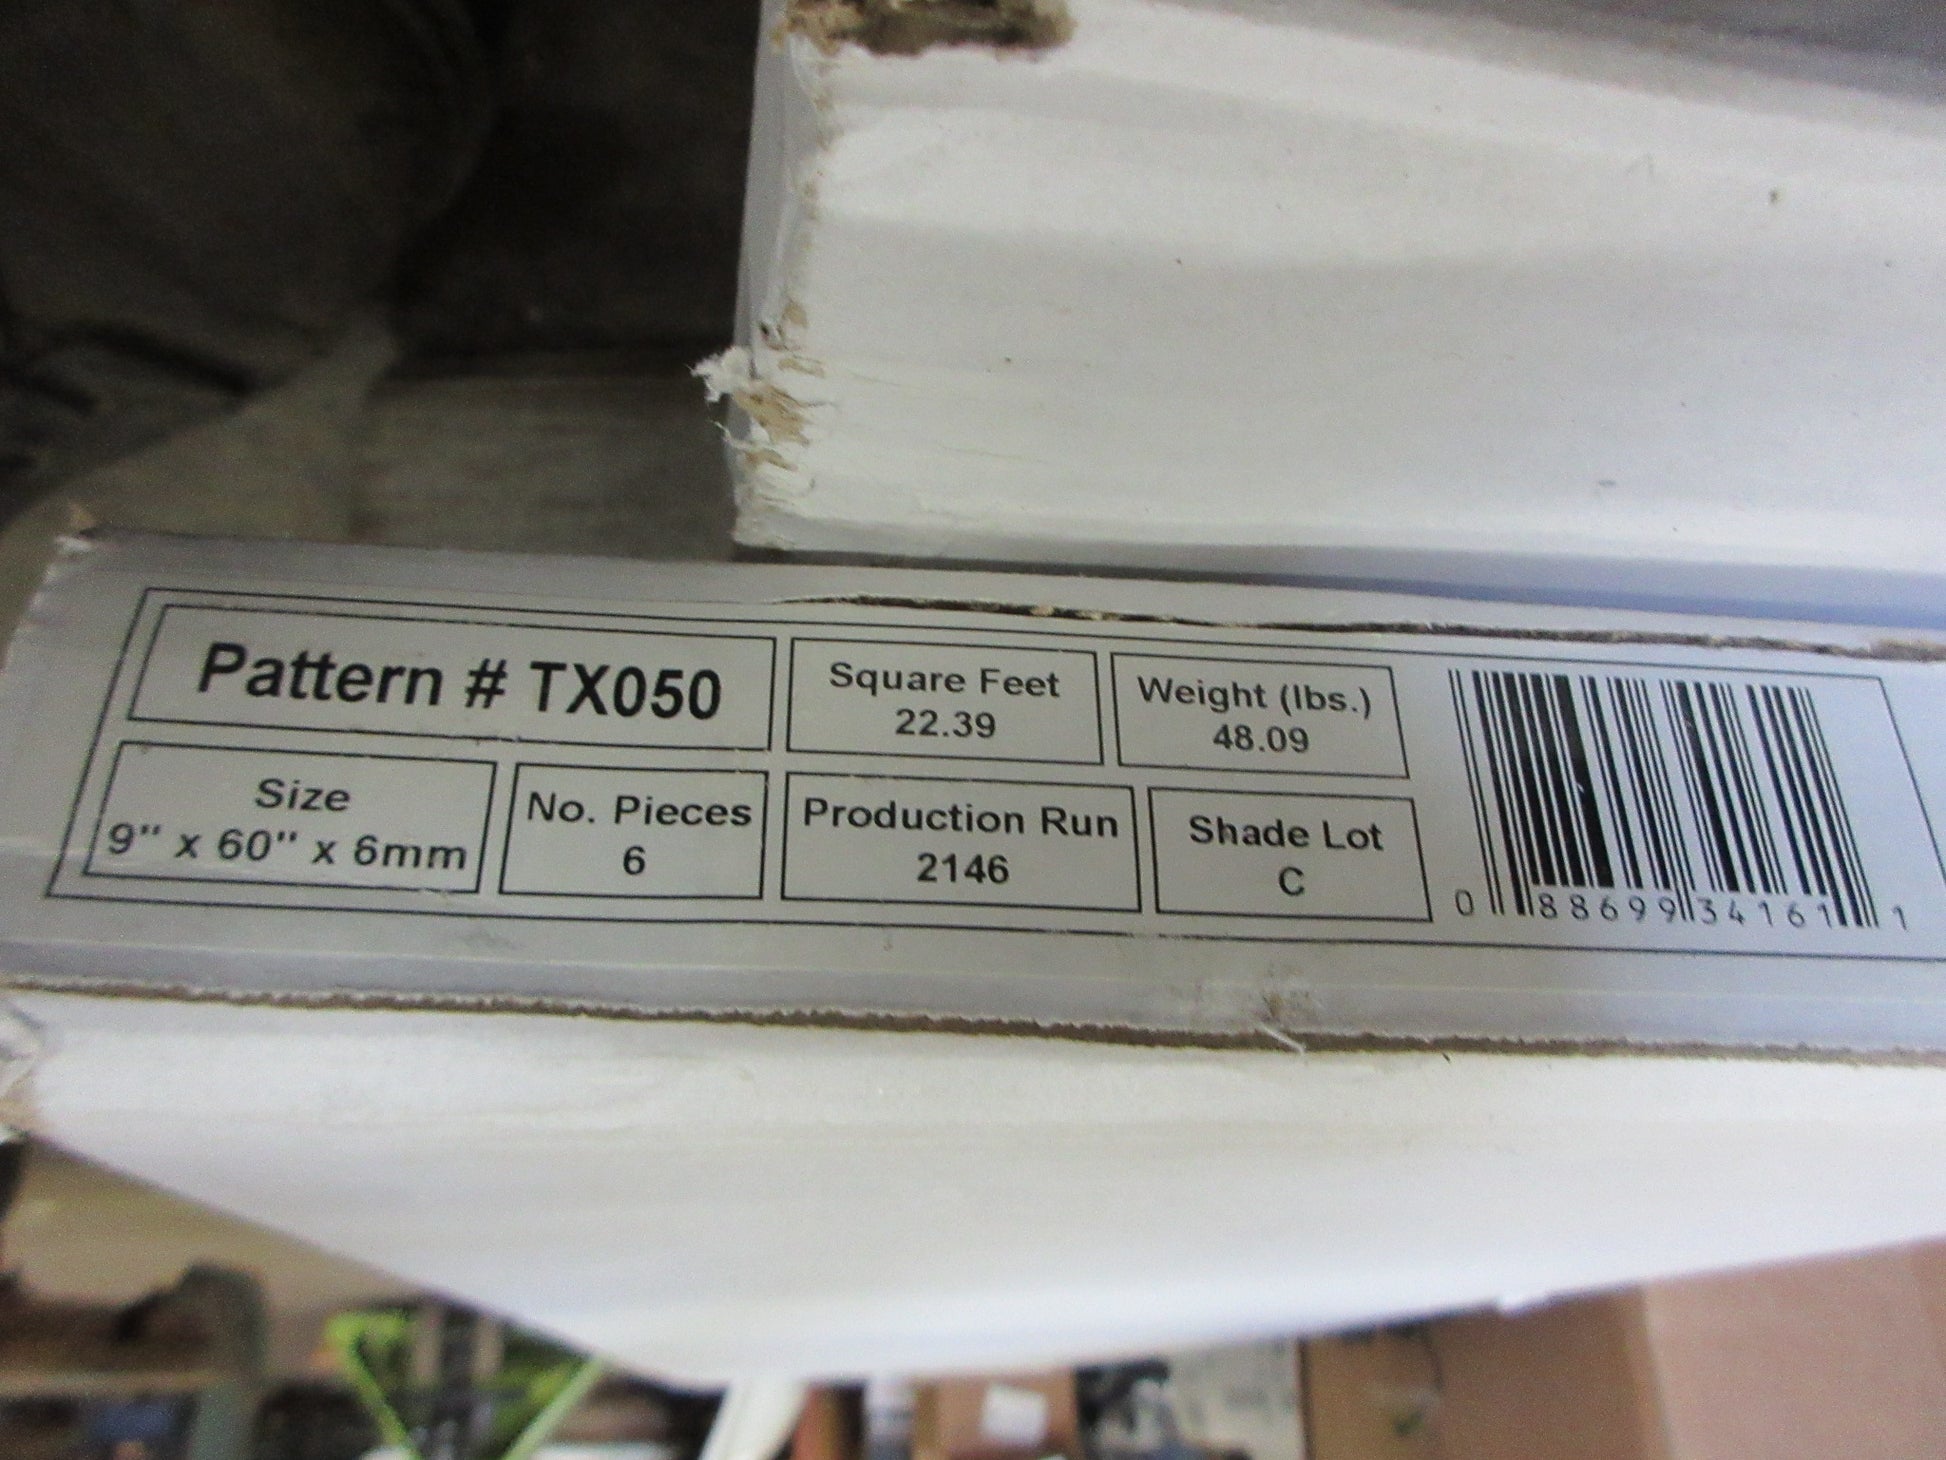 Pattern # TX050
Square Feet
22.39
Weight (lbs.)
48.09
Size
9" x 60" x 6mm
No. Pieces
6
Production Run
2146
Shade Lot
C
0 88699 34161 1